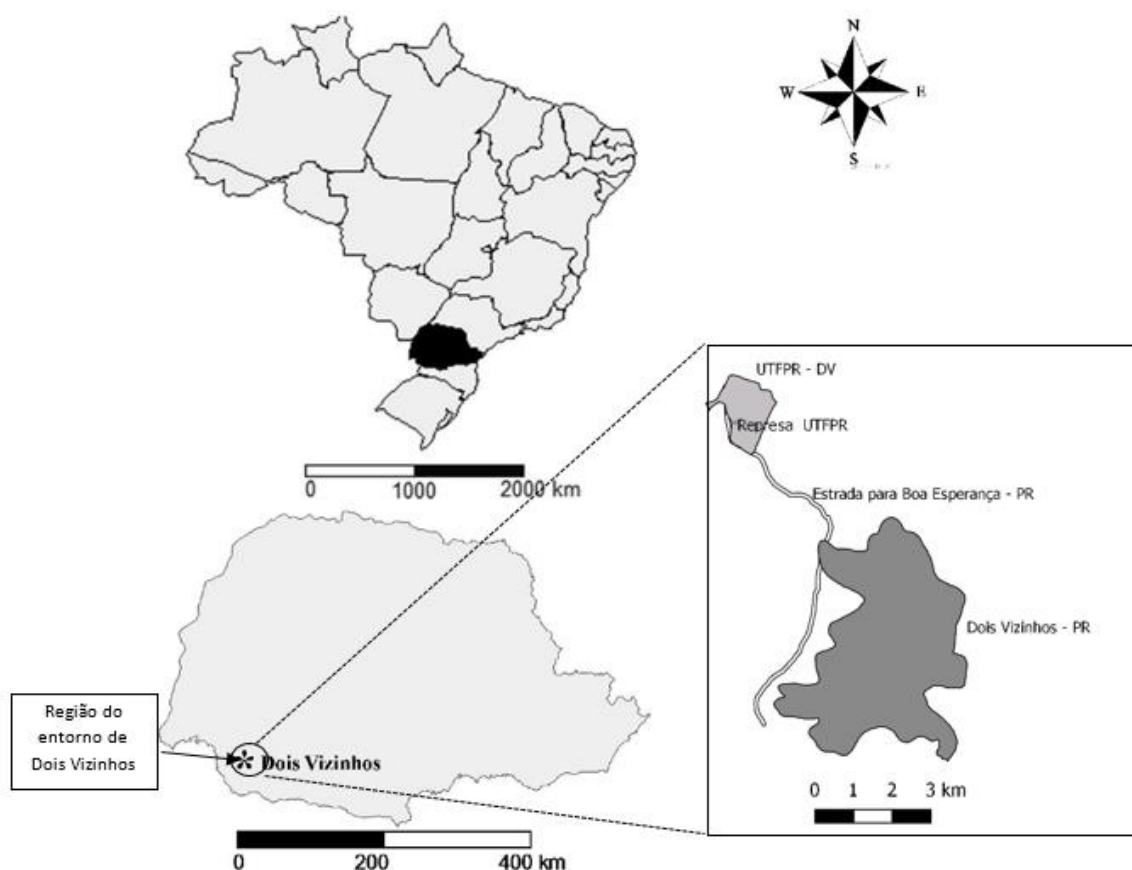 N
W E
S
0 1000 2000 km
UTFPR - DV
Represa UTFPR
Estrada para Boa Esperança - PR
Dois Vizinhos - PR
0 1 2 3 km
Região do
entorno de
Dois Vizinhos
* Dois Vizinhos
0 200 400 km